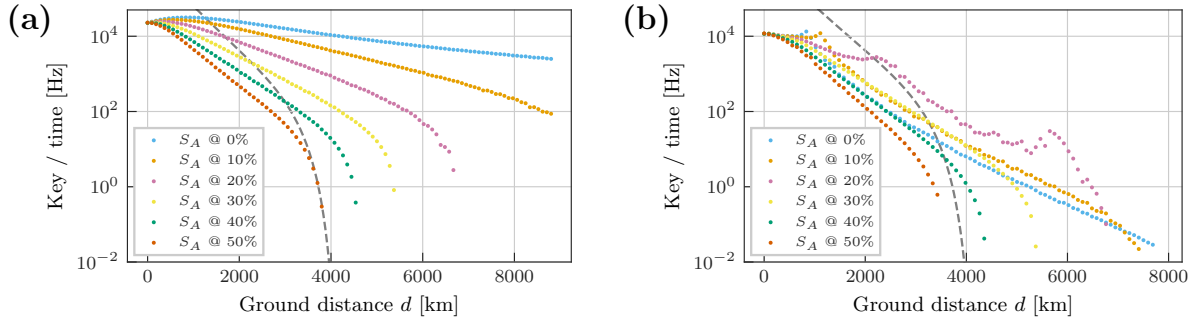 (a)
Key / time [Hz]
10^4
10^2
10^0
10^−2
S_A @ 0%
S_A @ 10%
S_A @ 20%
S_A @ 30%
S_A @ 40%
S_A @ 50%
0 2000 4000 6000 8000
Ground distance d [km]
(b)
Key / time [Hz]
10^4
10^2
10^0
10^−2
S_A @ 0%
S_A @ 10%
S_A @ 20%
S_A @ 30%
S_A @ 40%
S_A @ 50%
0 2000 4000 6000 8000
Ground distance d [km]